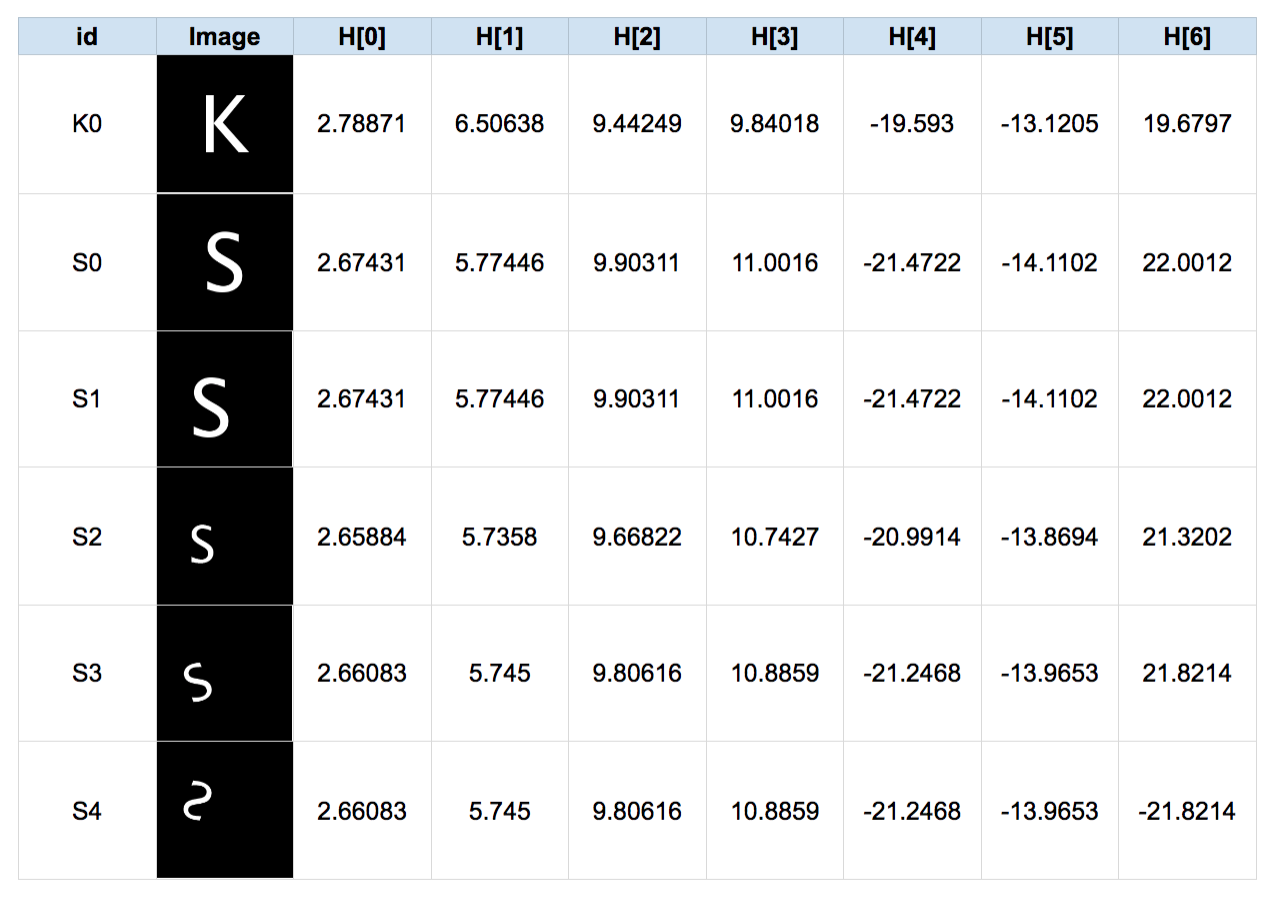 id Image H[0] H[1] H[2] H[3] H[4] H[5] H[6]
K0 K 2.78871 6.50638 9.44249 9.84018 -19.593 -13.1205 19.6797
S0 S 2.67431 5.77446 9.90311 11.0016 -21.4722 -14.1102 22.0012
S1 S 2.67431 5.77446 9.90311 11.0016 -21.4722 -14.1102 22.0012
S2 S 2.65884 5.7358 9.66822 10.7427 -20.9914 -13.8694 21.3202
S3 S 2.66083 5.745 9.80616 10.8859 -21.2468 -13.9653 21.8214
S4 S 2.66083 5.745 9.80616 10.8859 -21.2468 -13.9653 -21.8214